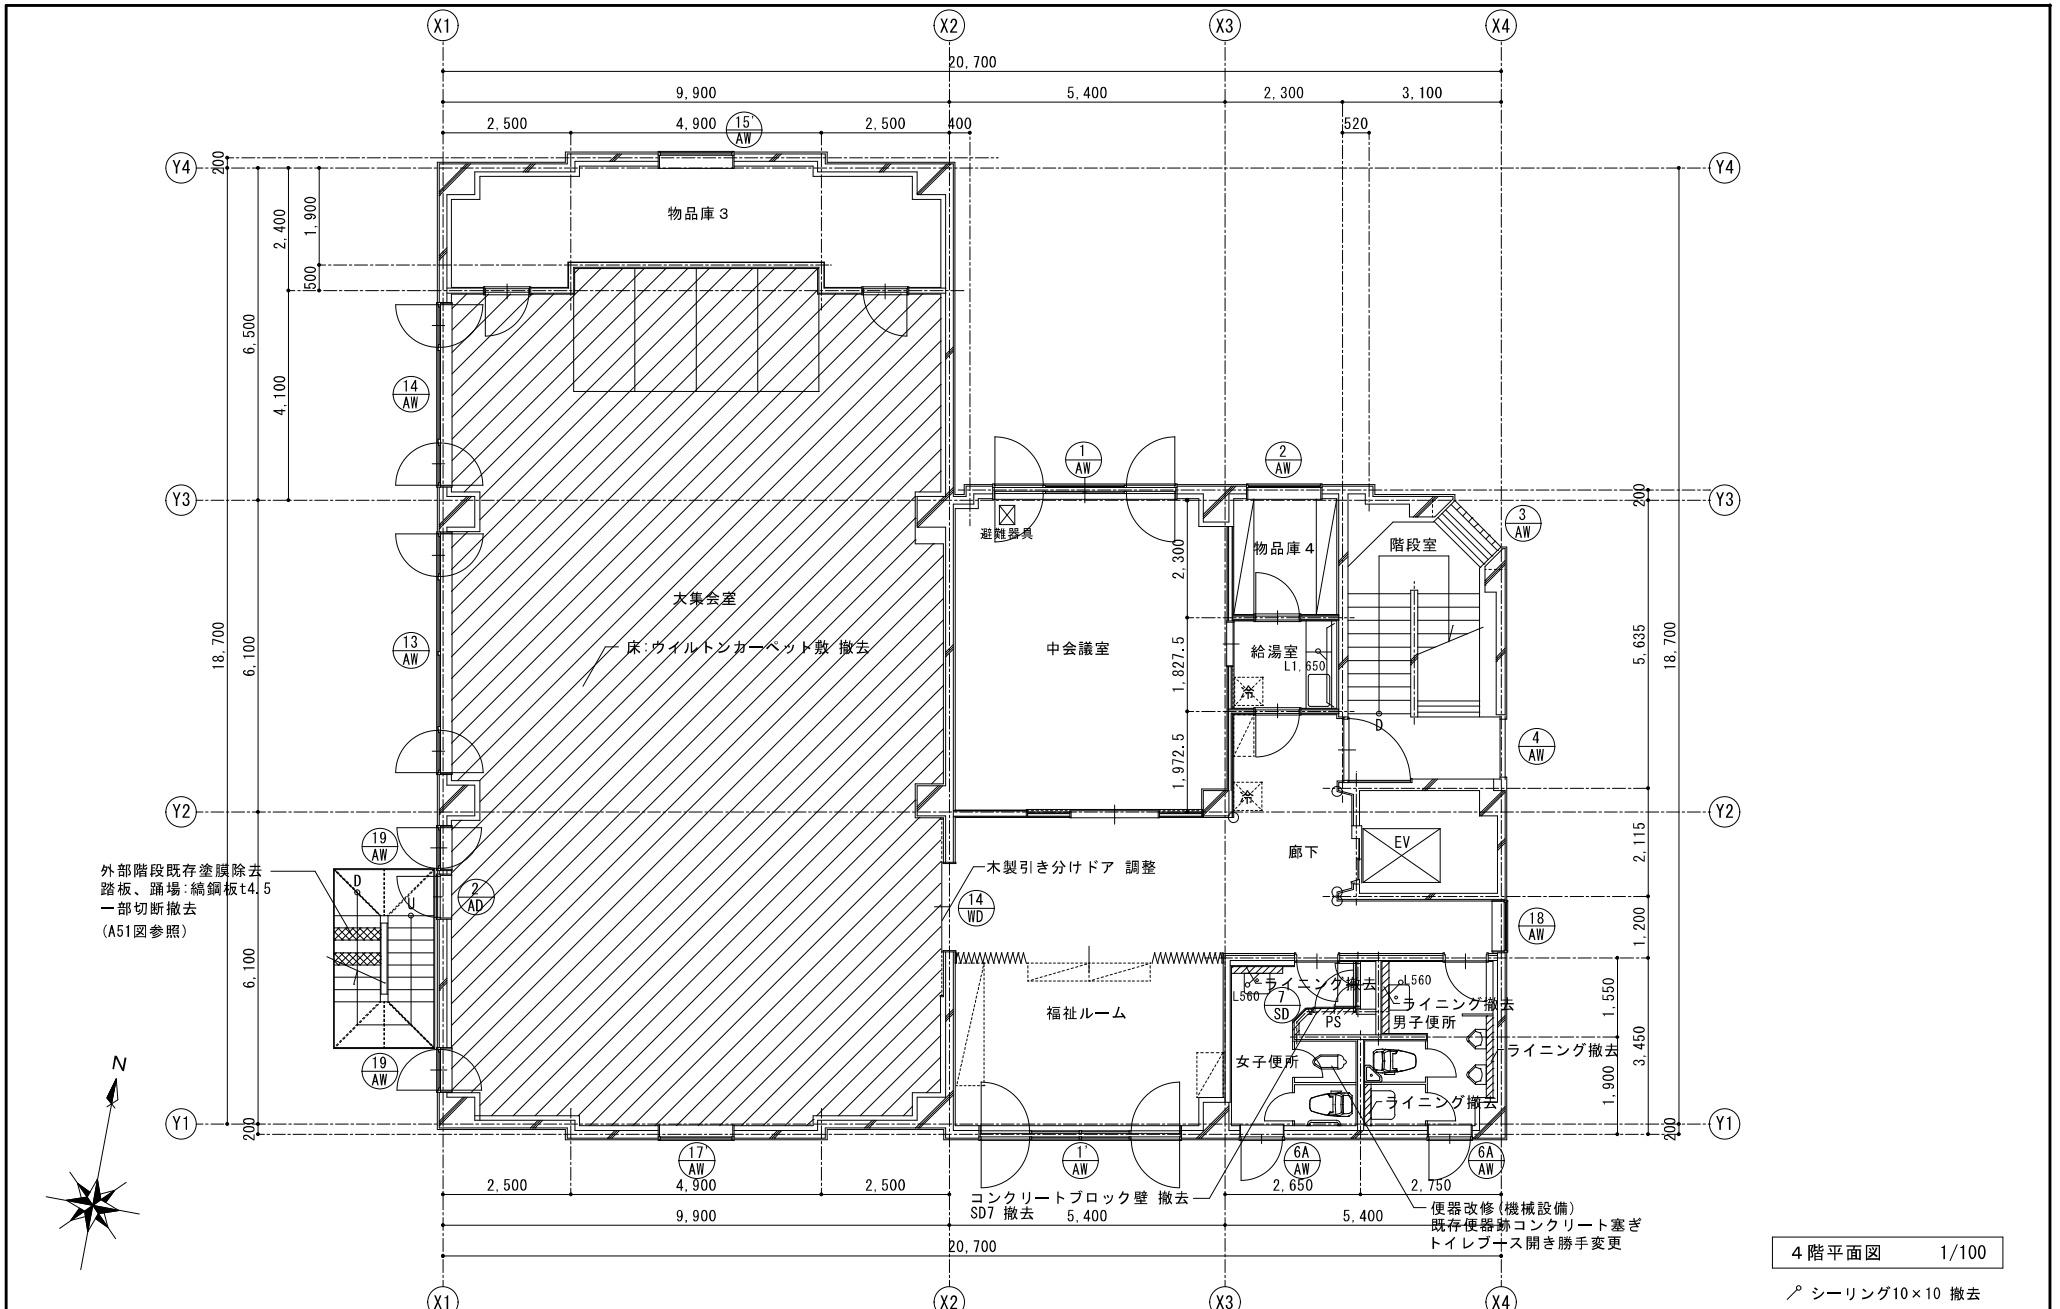 X1 X2 X3 X4
20,700
9,900 5,400 2,300 3,100
2,500 4,900 2,500 400 520
15'
AW
Y4 Y4
200
物品庫３
2,400
1,900
500
6,500
4,100
14
AW
1
AW
2
AW
Y3 Y3
200
3
AW
避難器具
物品庫４
階段室
2,300
大集会室
床:ウイルトンカーペット敷 撤去
中会議室
給湯室
L1,650
冷
13
AW
18,700
6,100
1,827.5
5,635
18,700
D
4
AW
1,972.5
冷
Y2 Y2
19
AW
廊下
EV
2,115
外部階段既存塗膜除去
踏板、踊場:縞鋼板t4.5
一部切断撤去
(A51図参照)
D
U
2
AD
木製引き分けドア 調整
14
WD
18
AW
1,200
6,100
L560
ライニング撤去
7
SD
PS
L560
ライニング撤去
男子便所
1,550
福祉ルーム
女子便所
ライニング撤去
3,450
1,900
ライニング撤去
19
AW
N
Y1 Y1
200 200
17'
AW
1'
AW
6A
AW
6A
AW
2,500 4,900 2,500
2,650 2,750
コンクリートブロック壁 撤去
SD7 撤去
便器改修(機械設備)
既存便器跡コンクリート塞ぎ
トイレブース開き勝手変更
9,900 5,400 5,400
20,700
４階平面図 1/100
シーリング10×10 撤去
X1 X2 X3 X4